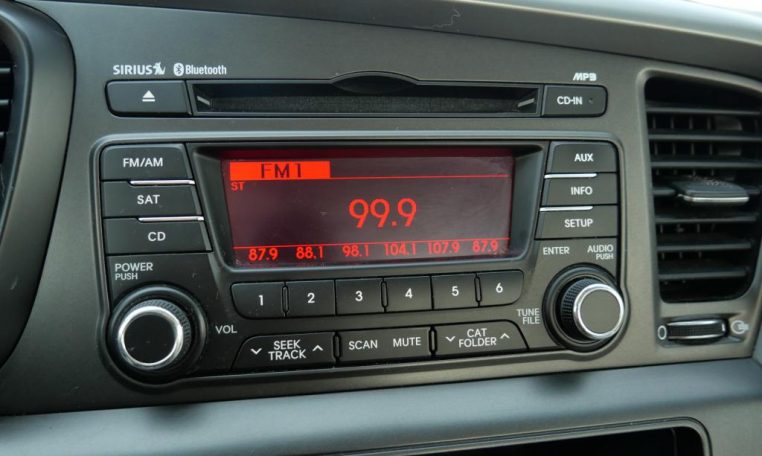 SIRIUS Bluetooth
MP3
CD-IN
FM/AM
SAT
CD
FM1
ST
99.9
87.9 88.1 98.1 104.1 107.9 87.9
AUX
INFO
SETUP
POWER
PUSH
VOL
1 2 3 4 5 6
SEEK
TRACK
SCAN MUTE
CAT
FOLDER
ENTER
AUDIO
PUSH
TUNE
FILE